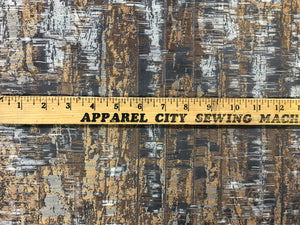 1 2 3 4 5 6 7 8 9 10 11 12
APPAREL CITY SEWING MACH